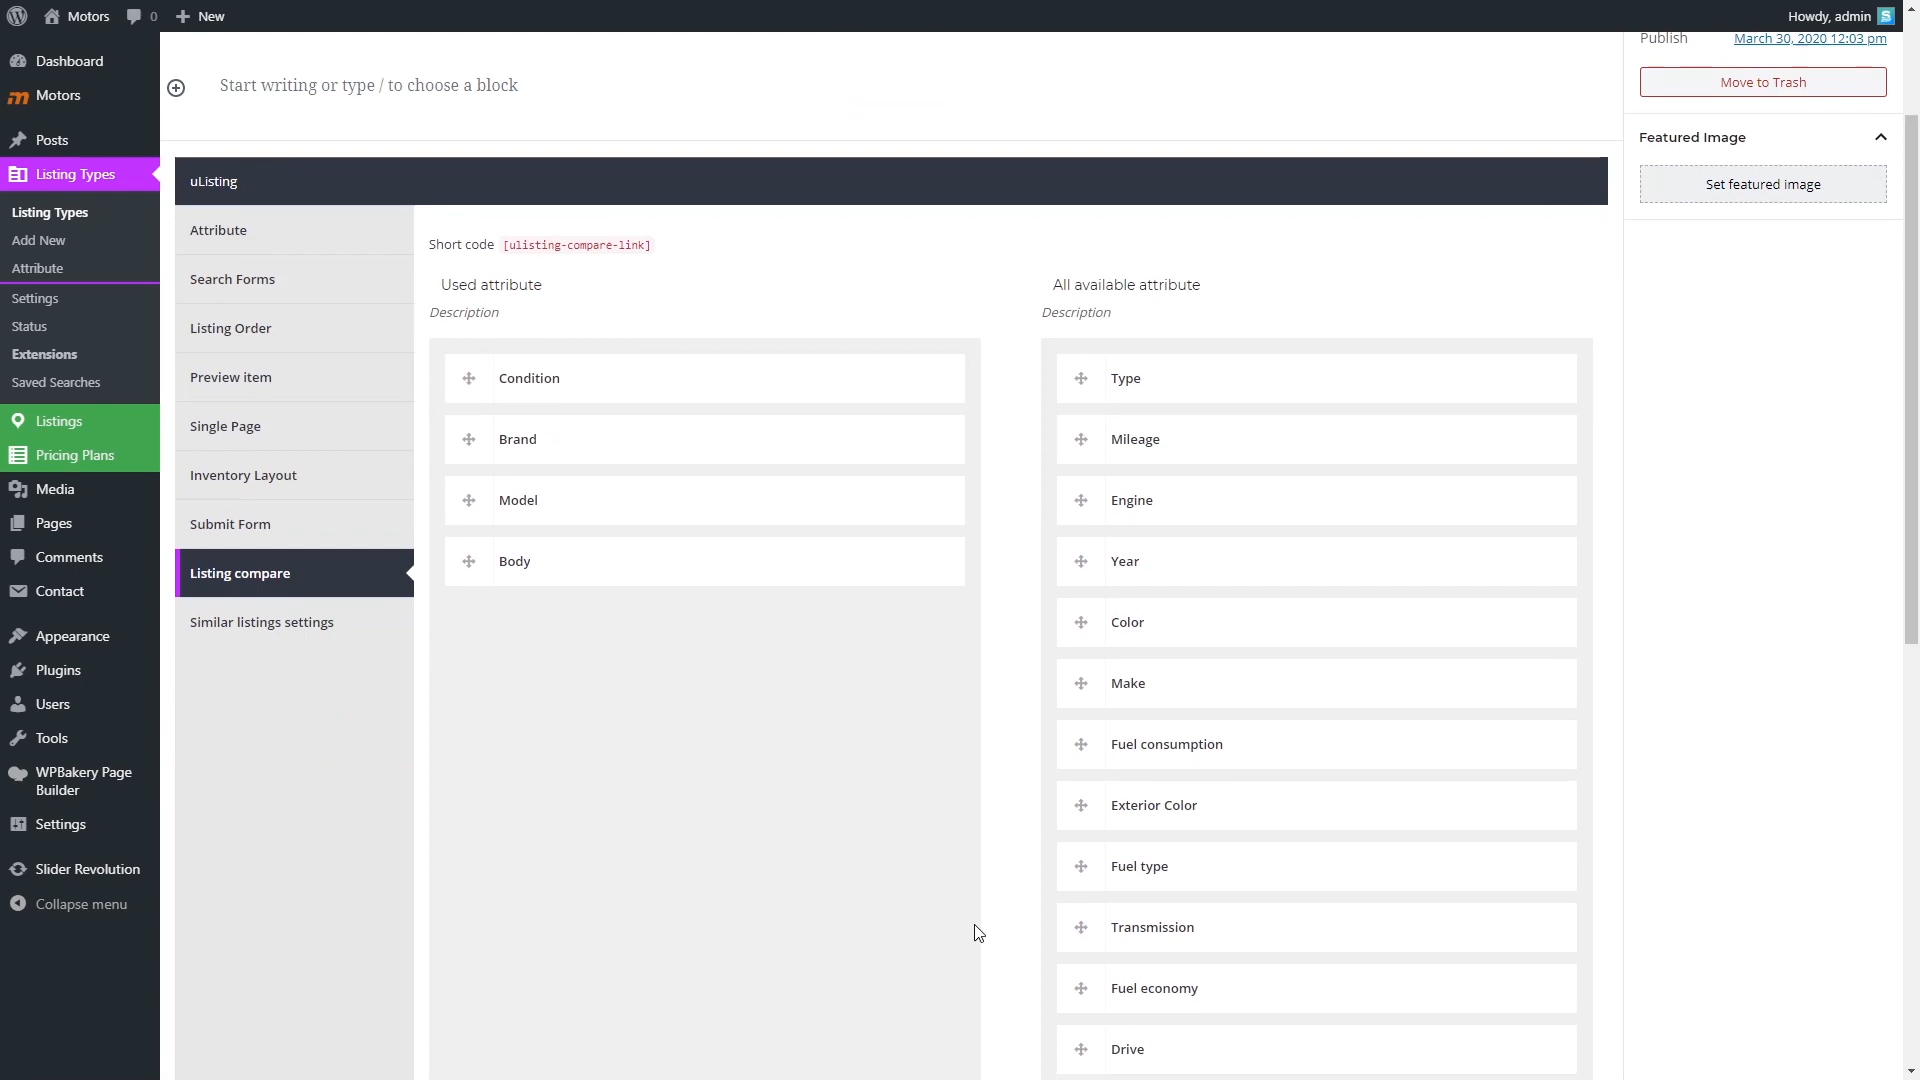 Motors
0
New
Howdy, admin
Dashboard
Motors
Posts
Listing Types
Listing Types
Add New
Attribute
Settings
Status
Extensions
Saved Searches
Listings
Pricing Plans
Media
Pages
Comments
Contact
Appearance
Plugins
Users
Tools
WPBakery Page
Builder
Settings
Slider Revolution
Collapse menu
Start writing or type / to choose a block
uListing
Attribute
Search Forms
Listing Order
Preview item
Single Page
Inventory Layout
Submit Form
Listing compare
Similar listings settings
Short code [ulisting-compare-link]
Used attribute
Description
Condition
Brand
Model
Body
All available attribute
Description
Type
Mileage
Engine
Year
Color
Make
Fuel consumption
Exterior Color
Fuel type
Transmission
Fuel economy
Drive
Publish
March 30, 2020 12:03 pm
Move to Trash
Featured Image
Set featured image